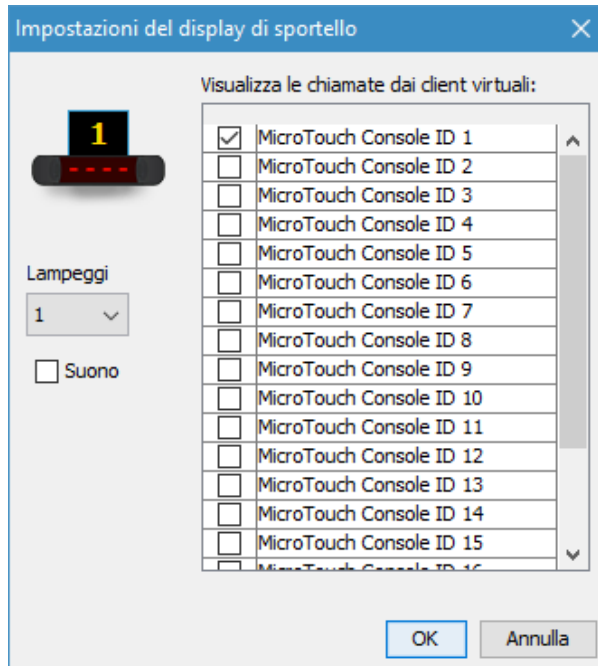 Impostazioni del display di sportello
Visualizza le chiamate dai client virtuali:
1
MicroTouch Console ID 1
MicroTouch Console ID 2
MicroTouch Console ID 3
MicroTouch Console ID 4
MicroTouch Console ID 5
MicroTouch Console ID 6
MicroTouch Console ID 7
MicroTouch Console ID 8
MicroTouch Console ID 9
MicroTouch Console ID 10
MicroTouch Console ID 11
MicroTouch Console ID 12
MicroTouch Console ID 13
MicroTouch Console ID 14
MicroTouch Console ID 15
MicroTouch Console ID 16
Lampeggi
1
Suono
OK Annulla